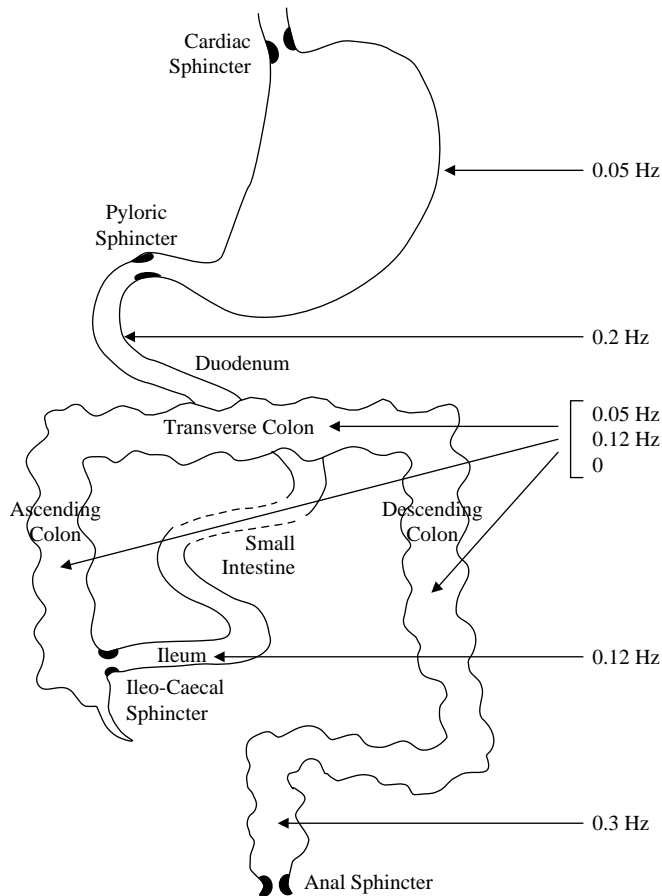 Cardiac
Sphincter
0.05 Hz
Pyloric
Sphincter
0.2 Hz
Duodenum
0.05 Hz
Transverse Colon
0.12 Hz
0
Ascending
Colon
Descending
Colon
Small
Intestine
Ileum
0.12 Hz
Ileo-Caecal
Sphincter
0.3 Hz
Anal Sphincter